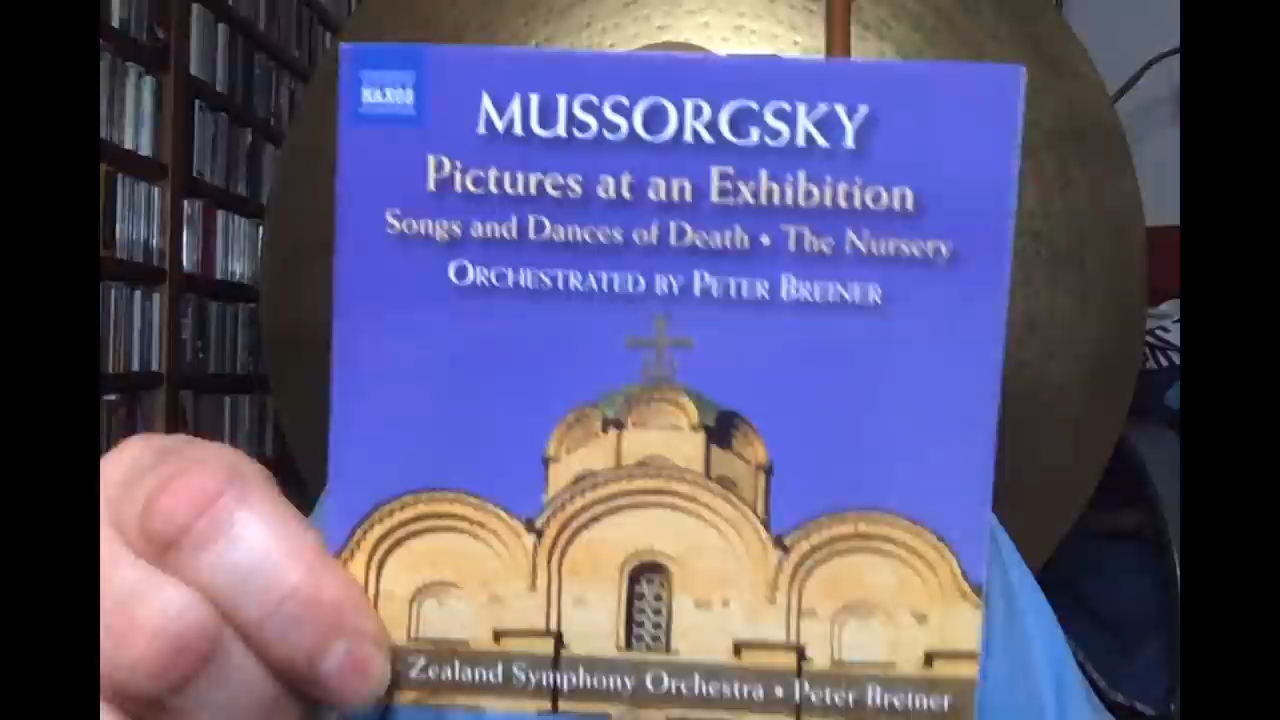 NAXOS
MUSSORGSKY
Pictures at an Exhibition
Songs and Dances of Death • The Nursery
ORCHESTRATED BY PETER BREINER
Zealand Symphony Orchestra • Peter Breiner